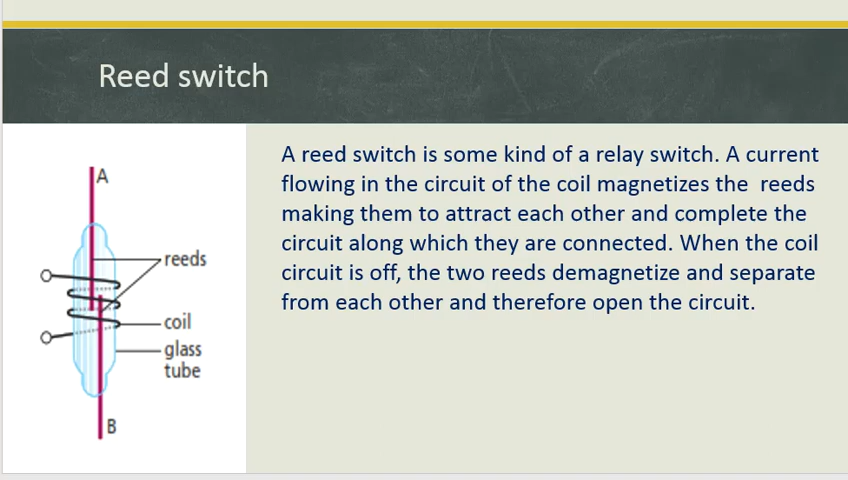 Reed switch
A reed switch is some kind of a relay switch. A current
flowing in the circuit of the coil magnetizes the reeds
making them to attract each other and complete the
circuit along which they are connected. When the coil
circuit is off, the two reeds demagnetize and separate
from each other and therefore open the circuit.
A
reeds
coil
glass
tube
B